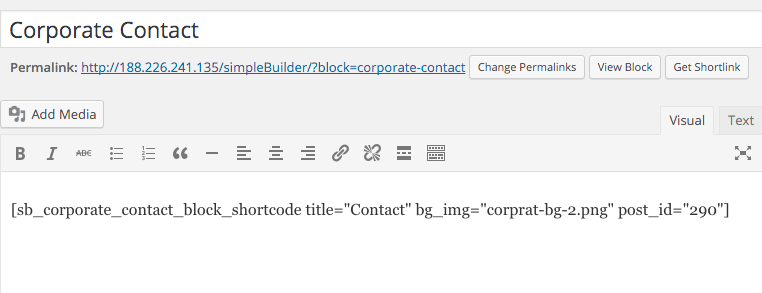 Corporate Contact
Permalink: http://188.226.241.135/simpleBuilder/?block=corporate-contact Change Permalinks View Block Get Shortlink
Add Media
Visual Text
B I ABC
[sb_corporate_contact_block_shortcode title="Contact" bg_img="corprat-bg-2.png" post_id="290"]